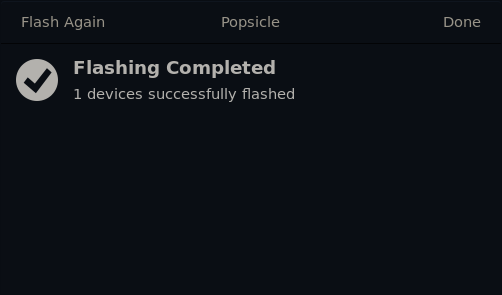 Flash Again Popsicle Done
Flashing Completed
1 devices successfully flashed